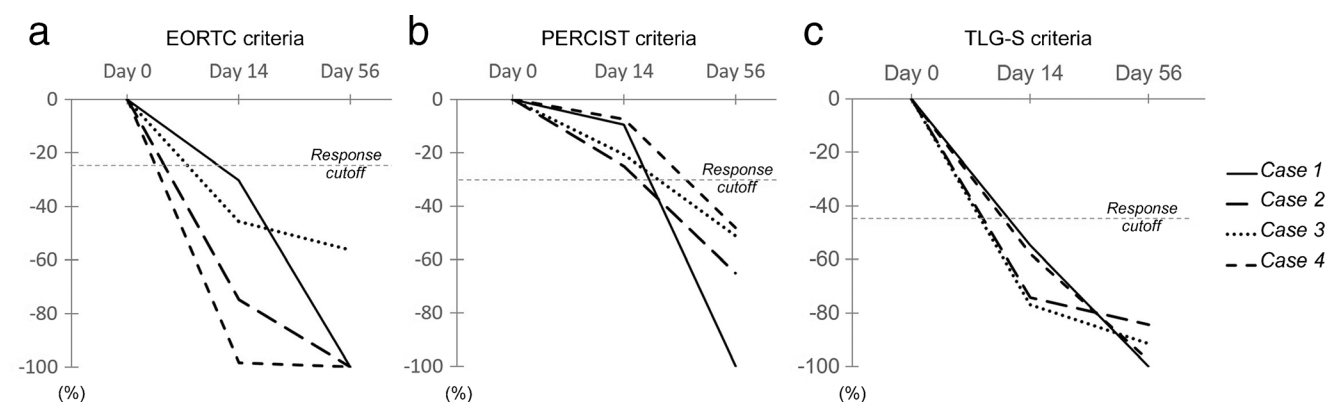 a
EORTC criteria
Day 0 Day 14 Day 56
0
-20
-40
-60
-80
-100
(%)
Response
cutoff
b
PERCIST criteria
Day 0 Day 14 Day 56
0
-20
-40
-60
-80
-100
(%)
Response
cutoff
c
TLG-S criteria
Day 0 Day 14 Day 56
0
-20
-40
-60
-80
-100
(%)
Response
cutoff
Case 1
Case 2
Case 3
Case 4